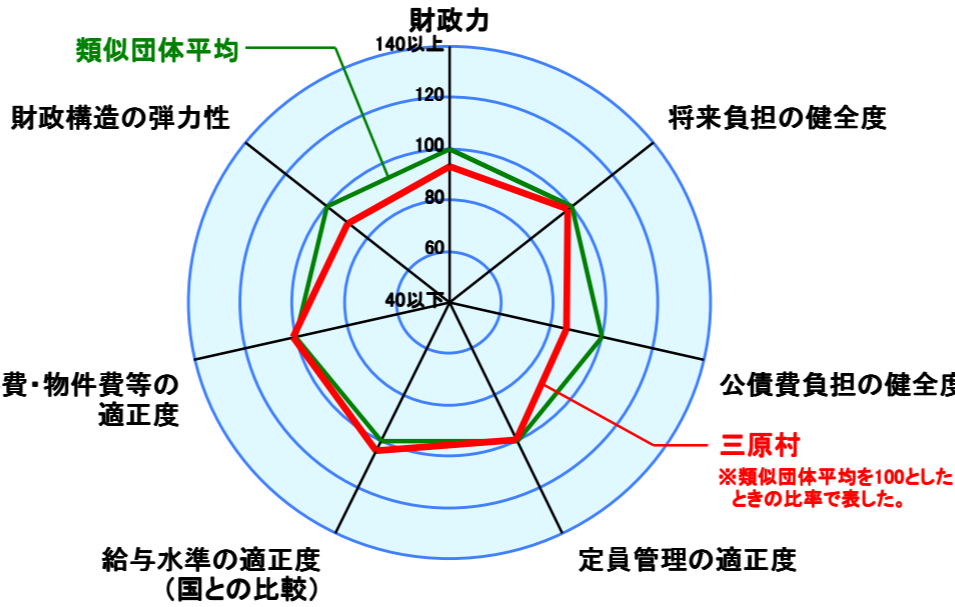 財政力
140以上
類似団体平均
120
財政構造の弾力性
将来負担の健全度
100
80
60
40以下
費・物件費等の
適正度
公債費負担の健全度
三原村
※類似団体平均を100とした
ときの比率で表した。
給与水準の適正度
（国との比較）
定員管理の適正度